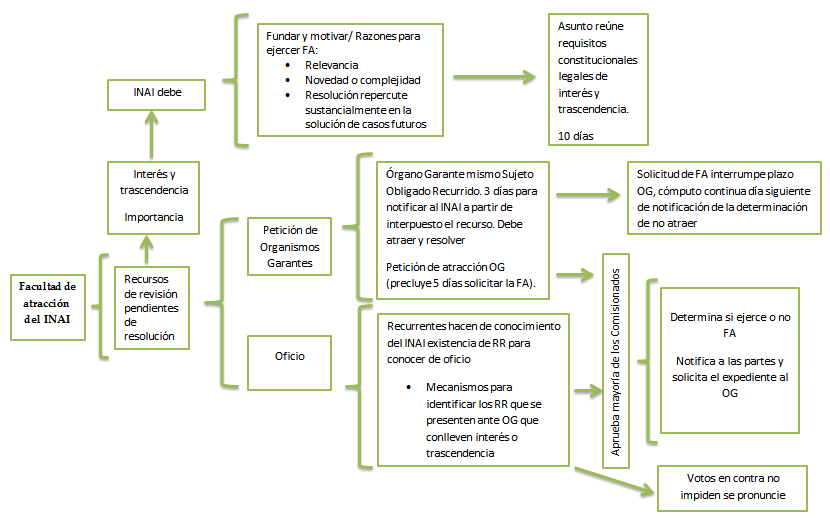 Facultad de
atracción
del INAI
Recursos
de revisión
pendientes
de
resolución
Interés y
trascendencia
Importancia
INAI debe
Fundar y motivar/ Razones para
ejercer FA:
• Relevancia
• Novedad o complejidad
• Resolución repercute
sustancialmente en la
solución de casos futuros
Asunto reúne
requisitos
constitucionales
legales de
interés y
trascendencia.
10 días
Petición de
Organismos
Garantes
Órgano Garante mismo Sujeto
Obligado Recurrido. 3 días para
notificar al INAI a partir de
interpuesto el recurso. Debe
atraer y resolver
Petición de atracción OG
(precluye 5 días solicitar la FA).
Solicitud de FA interrumpe plazo
OG, cómputo continua día siguiente
de notificación de la determinación
de no atraer
Oficio
Recurrentes hacen de conocimiento
del INAI existencia de RR para
conocer de oficio
• Mecanismos para
identificar los RR que se
presenten ante OG que
conlleven interés o
trascendencia
Aprueba mayoría de los Comisionados
Determina si ejerce o no
FA
Notifica a las partes y
solicita el expediente al
OG
Votos en contra no
impiden se pronuncie